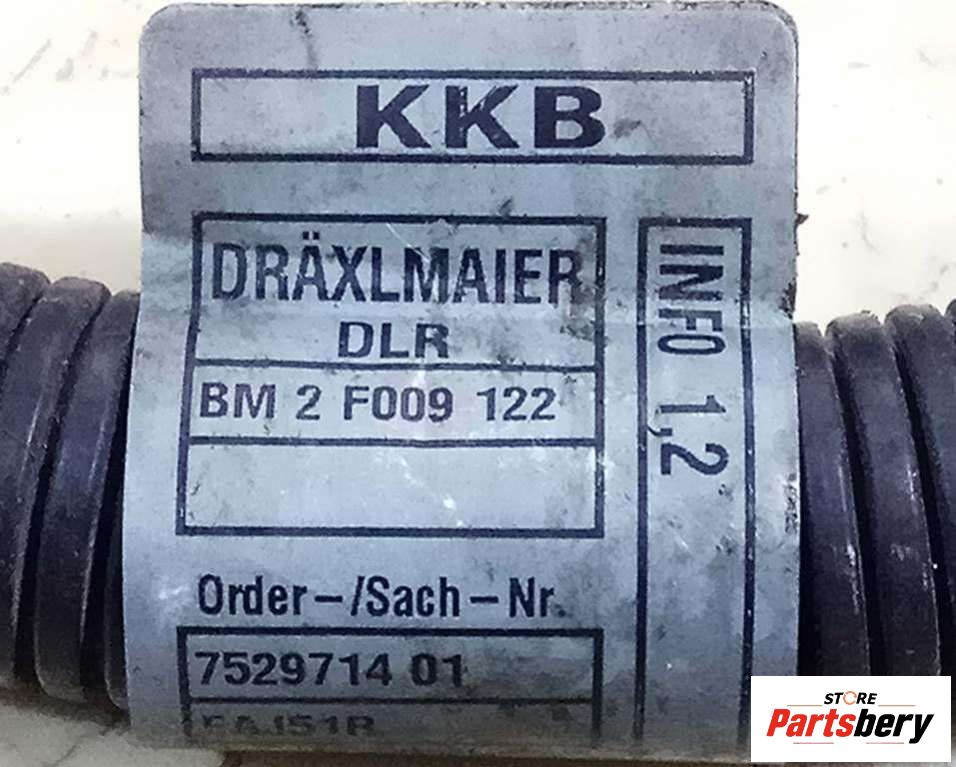 KKB
DRÄXLMAIER
DLR
BM 2 F009 122
INFO 1,2
Order-/Sach-Nr.
7529714 01
STORE
Partsbery